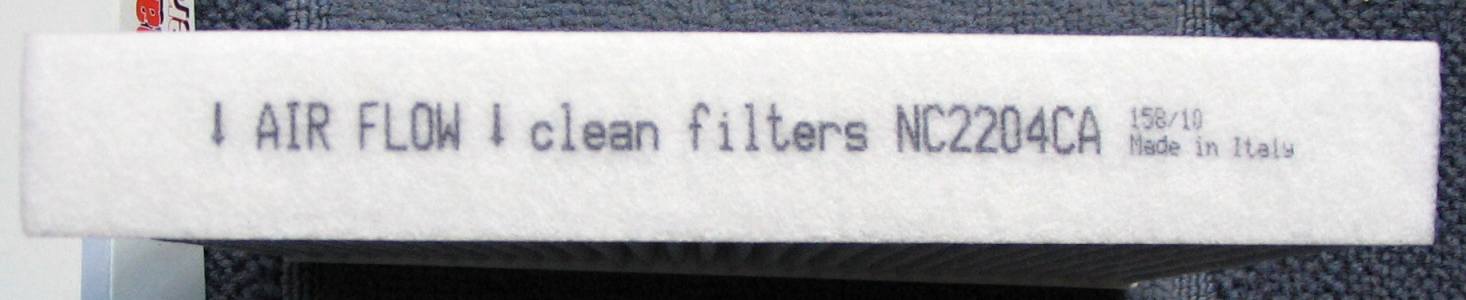 ↓ AIR FLOW ↓ clean filters NC2204CA
158/10
Made in Italy